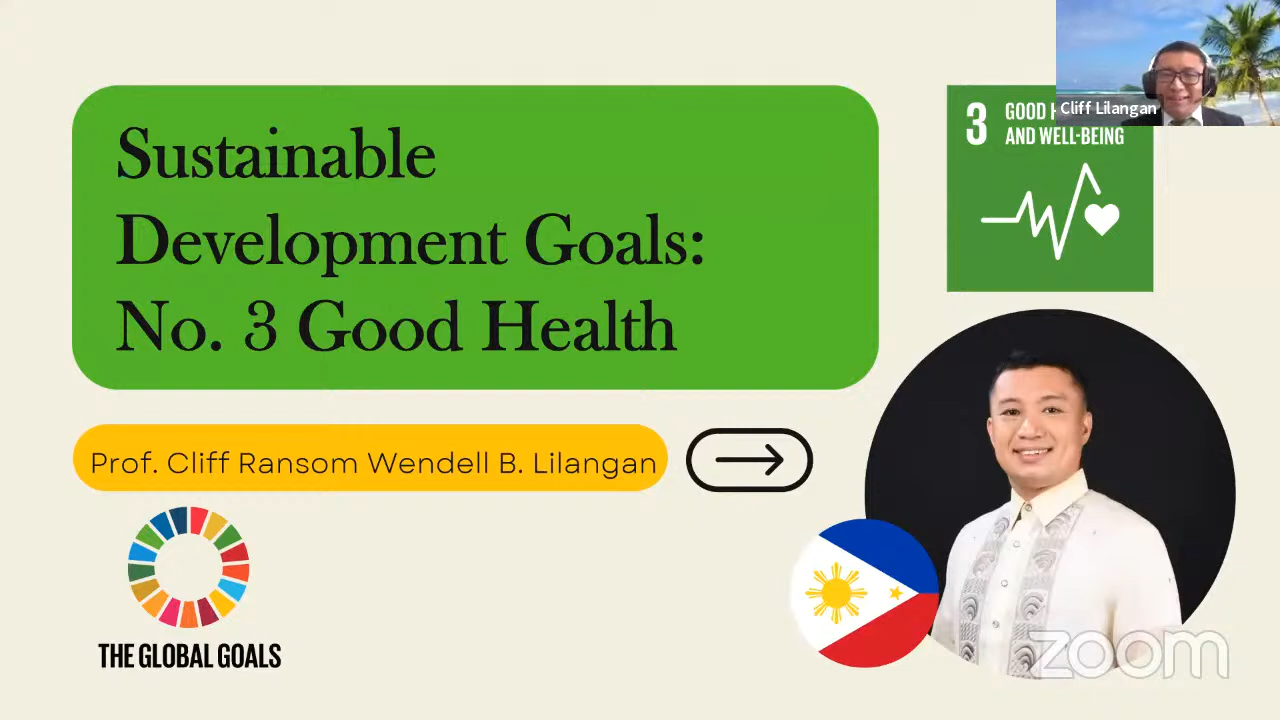 Sustainable
Development Goals:
No. 3 Good Health
Prof. Cliff Ransom Wendell B. Lilangan
THE GLOBAL GOALS
3
GOOD
AND WELL-BEING
Cliff Lilangan
zoom